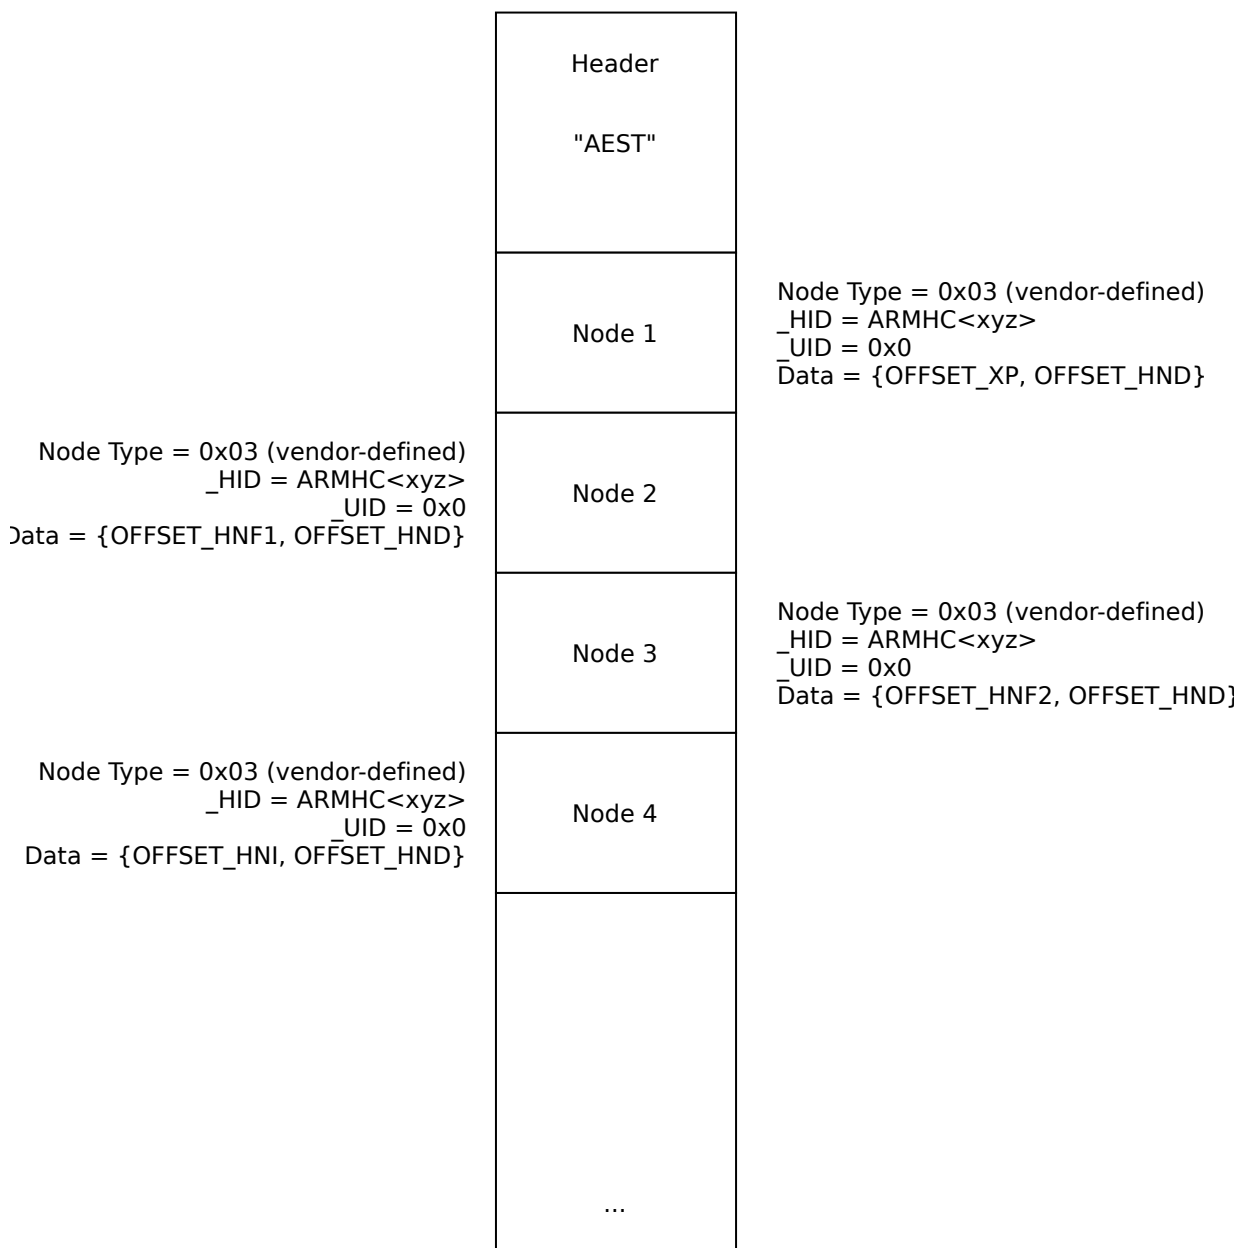 Header
"AEST"
Node 1
Node Type = 0x03 (vendor-defined)
_HID = ARMHC<xyz>
_UID = 0x0
Data = {OFFSET_XP, OFFSET_HND}
Node Type = 0x03 (vendor-defined)
_HID = ARMHC<xyz>
_UID = 0x0
Data = {OFFSET_HNF1, OFFSET_HND}
Node 2
Node 3
Node Type = 0x03 (vendor-defined)
_HID = ARMHC<xyz>
_UID = 0x0
Data = {OFFSET_HNF2, OFFSET_HND}
Node Type = 0x03 (vendor-defined)
_HID = ARMHC<xyz>
_UID = 0x0
Data = {OFFSET_HNI, OFFSET_HND}
Node 4
...